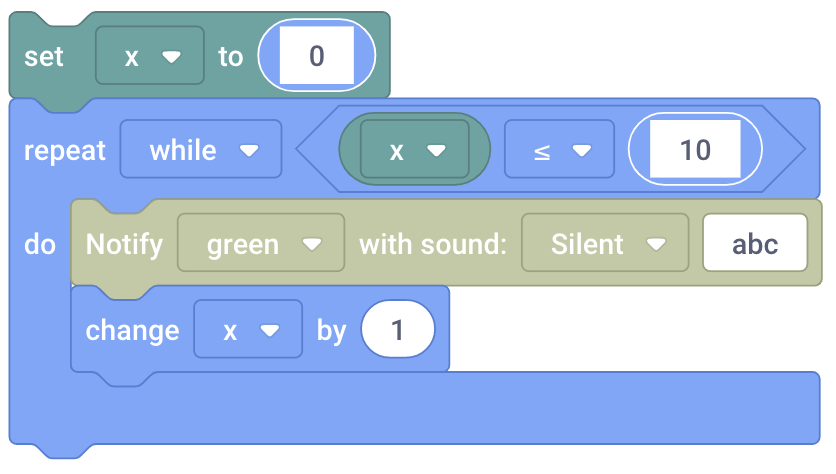 set x to 0
repeat while x ≤ 10
do Notify green with sound: Silent abc
change x by 1